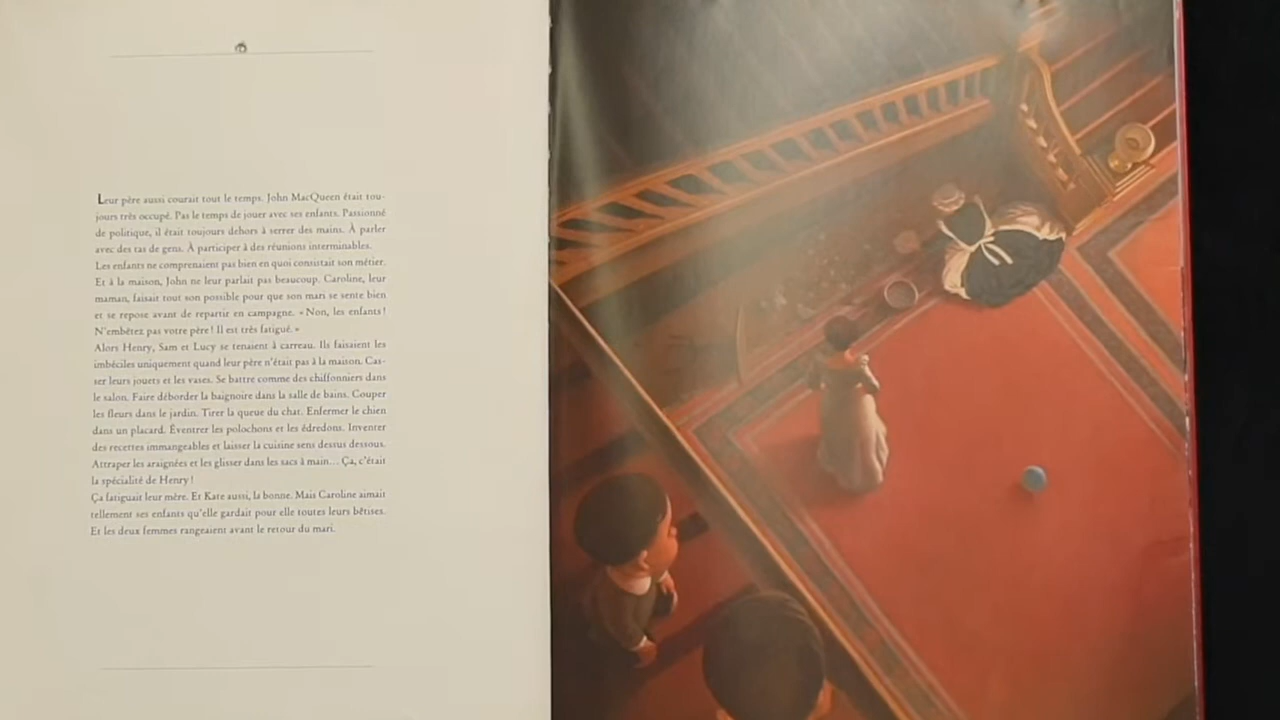 Leur père aussi courait tout le temps. John MacQueen était tou-
jours très occupé. Pas le temps de jouer avec ses enfants. Passionné
de politique, il était toujours dehors à serrer des mains. À parler
avec des tas de gens. À participer à des réunions interminables.
Les enfants ne comprenaient pas bien en quoi consistait son métier.
Et à la maison, John ne leur parlait pas beaucoup. Caroline, leur
maman, faisait tout son possible pour que son mari se sente bien
et se repose avant de repartir en campagne. « Non, les enfants !
N'embêtez pas votre père ! Il est très fatigué. »
Alors Henry, Sam et Lucy se tenaient à carreau. Ils faisaient les
imbéciles uniquement quand leur père n'était pas à la maison. Cas-
ser leurs jouets et les vases. Se battre comme des chiffonniers dans
le salon. Faire déborder la baignoire dans la salle de bains. Couper
les fleurs dans le jardin. Tirer la queue du chat. Enfermer le chien
dans un placard. Éventrer les polochons et les édredons. Inventer
des recettes immangeables et laisser la cuisine sens dessus dessous.
Attraper les araignées et les glisser dans les sacs à main... Ça, c'était
la spécialité de Henry !
Ça fatiguait leur mère. Et Kate aussi, la bonne. Mais Caroline aimait
tellement ses enfants qu'elle gardait pour elle toutes leurs bêtises.
Et les deux femmes rangeaient avant le retour du mari.